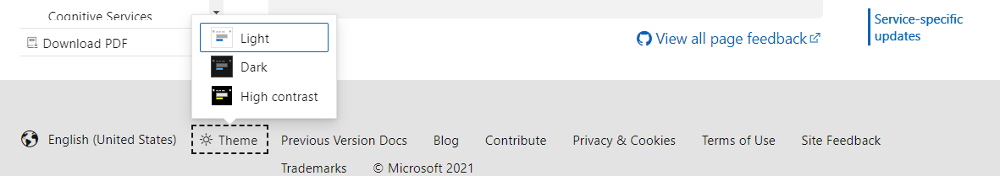 Cognitive Services
Download PDF
Light
Dark
High contrast
View all page feedback
Service-specific
updates
English (United States)
Theme
Previous Version Docs
Blog
Contribute
Privacy & Cookies
Terms of Use
Site Feedback
Trademarks
© Microsoft 2021